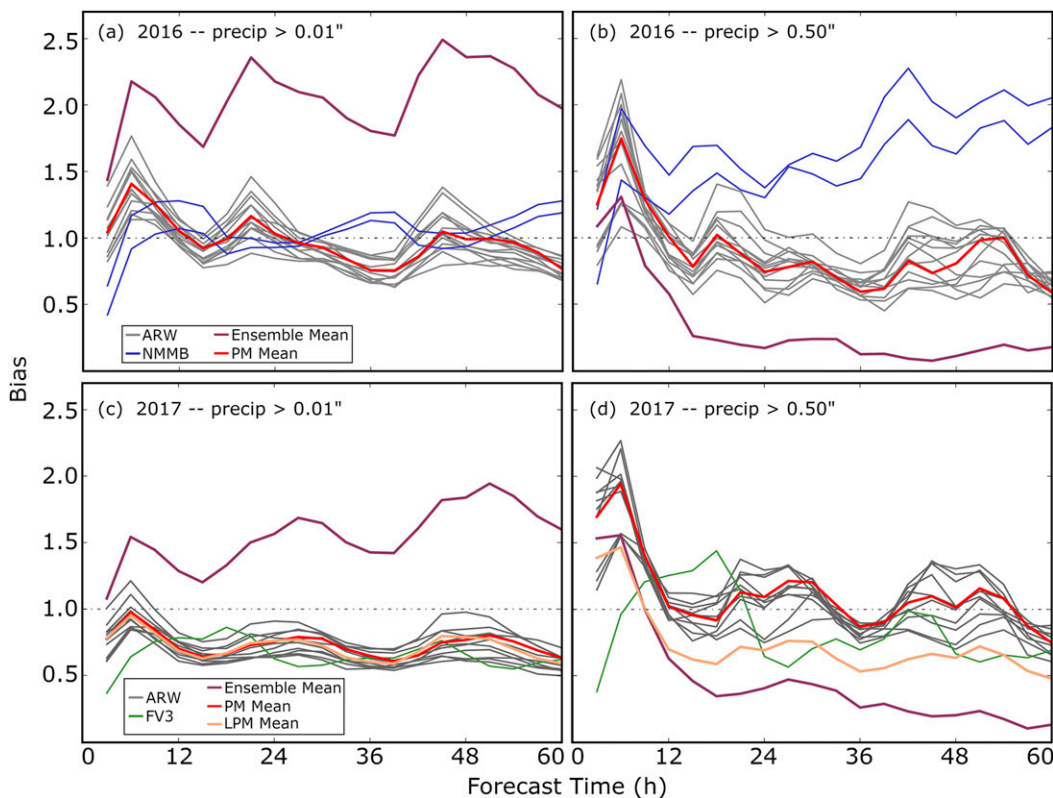 (a) 2016 -- precip > 0.01"
(b) 2016 -- precip > 0.50"
2.5
2.0
1.5
1.0
0.5
ARW
NMMB
Ensemble Mean
PM Mean
Bias
(c) 2017 -- precip > 0.01"
(d) 2017 -- precip > 0.50"
2.5
2.0
1.5
1.0
0.5
ARW
FV3
Ensemble Mean
PM Mean
LPM Mean
0 12 24 36 48 60
0 12 24 36 48 60
Forecast Time (h)